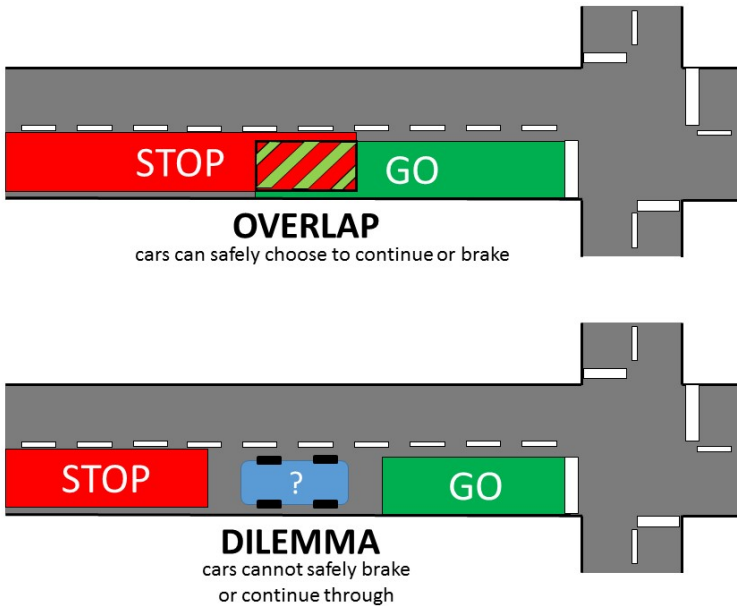 STOP
GO
OVERLAP
cars can safely choose to continue or brake
STOP
?
GO
DILEMMA
cars cannot safely brake
or continue through